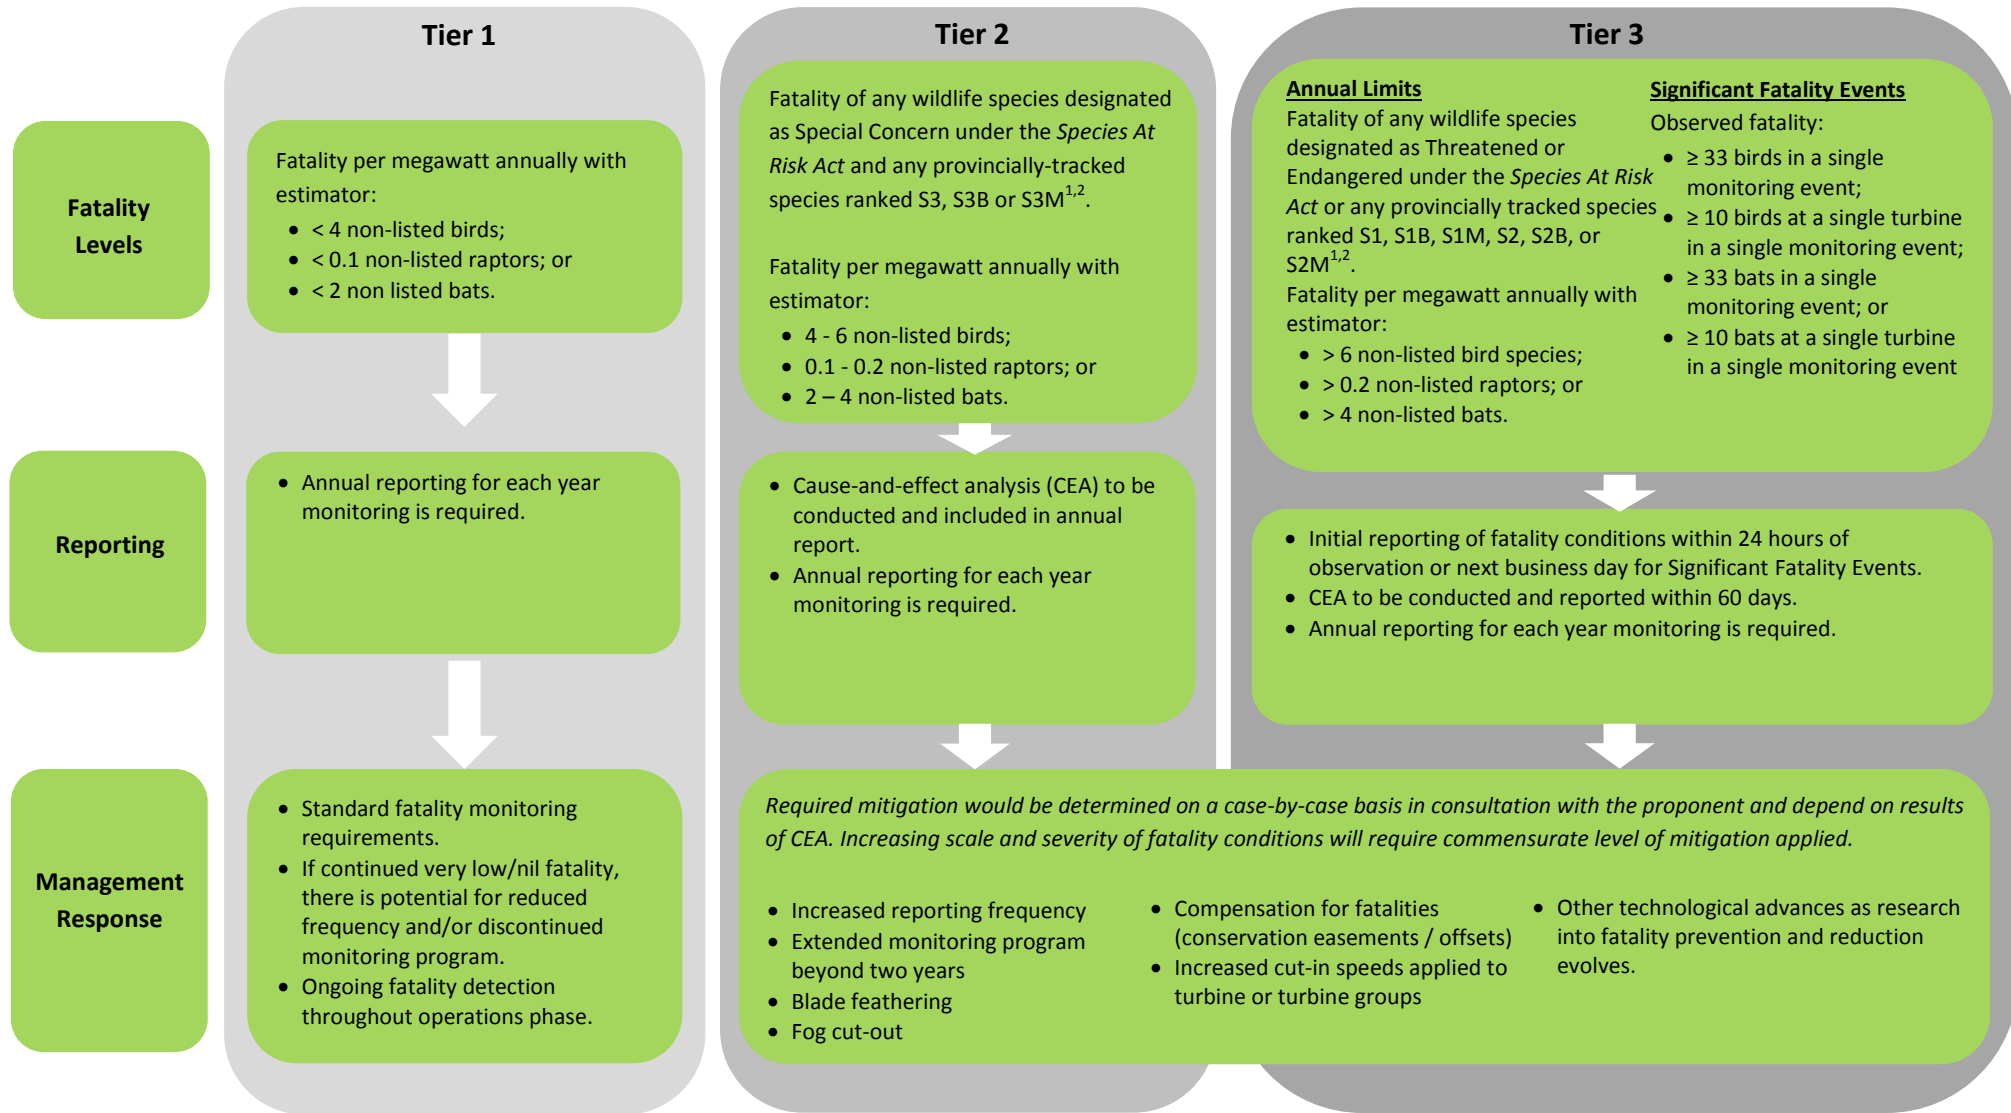 Tier 1
Tier 2
Tier 3
Fatality
Levels
Fatality per megawatt annually with
estimator:
• < 4 non-listed birds;
• < 0.1 non-listed raptors; or
• < 2 non listed bats.
Fatality of any wildlife species designated
as Special Concern under the Species At
Risk Act and any provincially-tracked
species ranked S3, S3B or S3M1,2.
Fatality per megawatt annually with
estimator:
• 4 - 6 non-listed birds;
• 0.1 - 0.2 non-listed raptors; or
• 2 – 4 non-listed bats.
Annual Limits
Fatality of any wildlife species
designated as Threatened or
Endangered under the Species At Risk
Act or any provincially tracked species
ranked S1, S1B, S1M, S2, S2B, or
S2M1,2.
Fatality per megawatt annually with
estimator:
• > 6 non-listed bird species;
• > 0.2 non-listed raptors; or
• > 4 non-listed bats.
Significant Fatality Events
Observed fatality:
• ≥ 33 birds in a single
monitoring event;
• ≥ 10 birds at a single turbine
in a single monitoring event;
• ≥ 33 bats in a single
monitoring event; or
• ≥ 10 bats at a single turbine
in a single monitoring event
Reporting
• Annual reporting for each year
monitoring is required.
• Cause-and-effect analysis (CEA) to be
conducted and included in annual
report.
• Annual reporting for each year
monitoring is required.
• Initial reporting of fatality conditions within 24 hours of
observation or next business day for Significant Fatality Events.
• CEA to be conducted and reported within 60 days.
• Annual reporting for each year monitoring is required.
Management
Response
• Standard fatality monitoring
requirements.
• If continued very low/nil fatality,
there is potential for reduced
frequency and/or discontinued
monitoring program.
• Ongoing fatality detection
throughout operations phase.
Required mitigation would be determined on a case-by-case basis in consultation with the proponent and depend on results
of CEA. Increasing scale and severity of fatality conditions will require commensurate level of mitigation applied.
• Increased reporting frequency
• Extended monitoring program
beyond two years
• Blade feathering
• Fog cut-out
• Compensation for fatalities
(conservation easements / offsets)
• Increased cut-in speeds applied to
turbine or turbine groups
• Other technological advances as research
into fatality prevention and reduction
evolves.